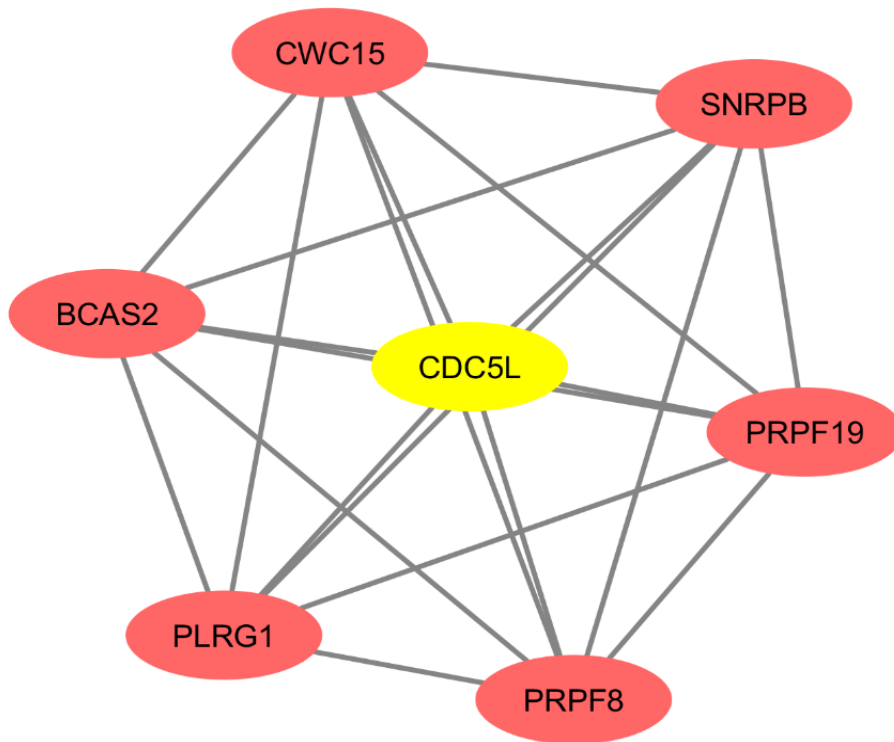 CWC15
SNRPB
BCAS2
CDC5L
PRPF19
PLRG1
PRPF8